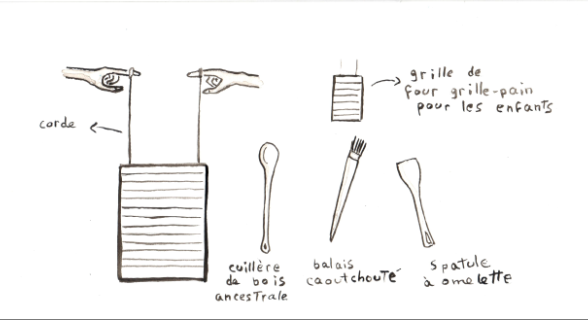 grille de
four grille-pain
pour les enfants
corde
cuillère
de bois
ancestrale
balais
caoutchouté
spatule
à omelette